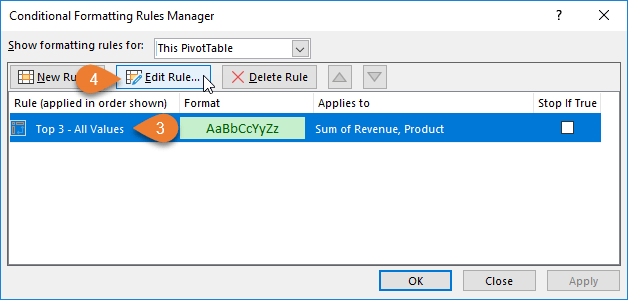 Conditional Formatting Rules Manager ? ×
Show formatting rules for: This PivotTable
New Ru 4 Edit Rule... Delete Rule
Rule (applied in order shown) Format Applies to Stop If True
Top 3 - All Values 3 AaBbCcYyZz Sum of Revenue, Product
OK Close Apply